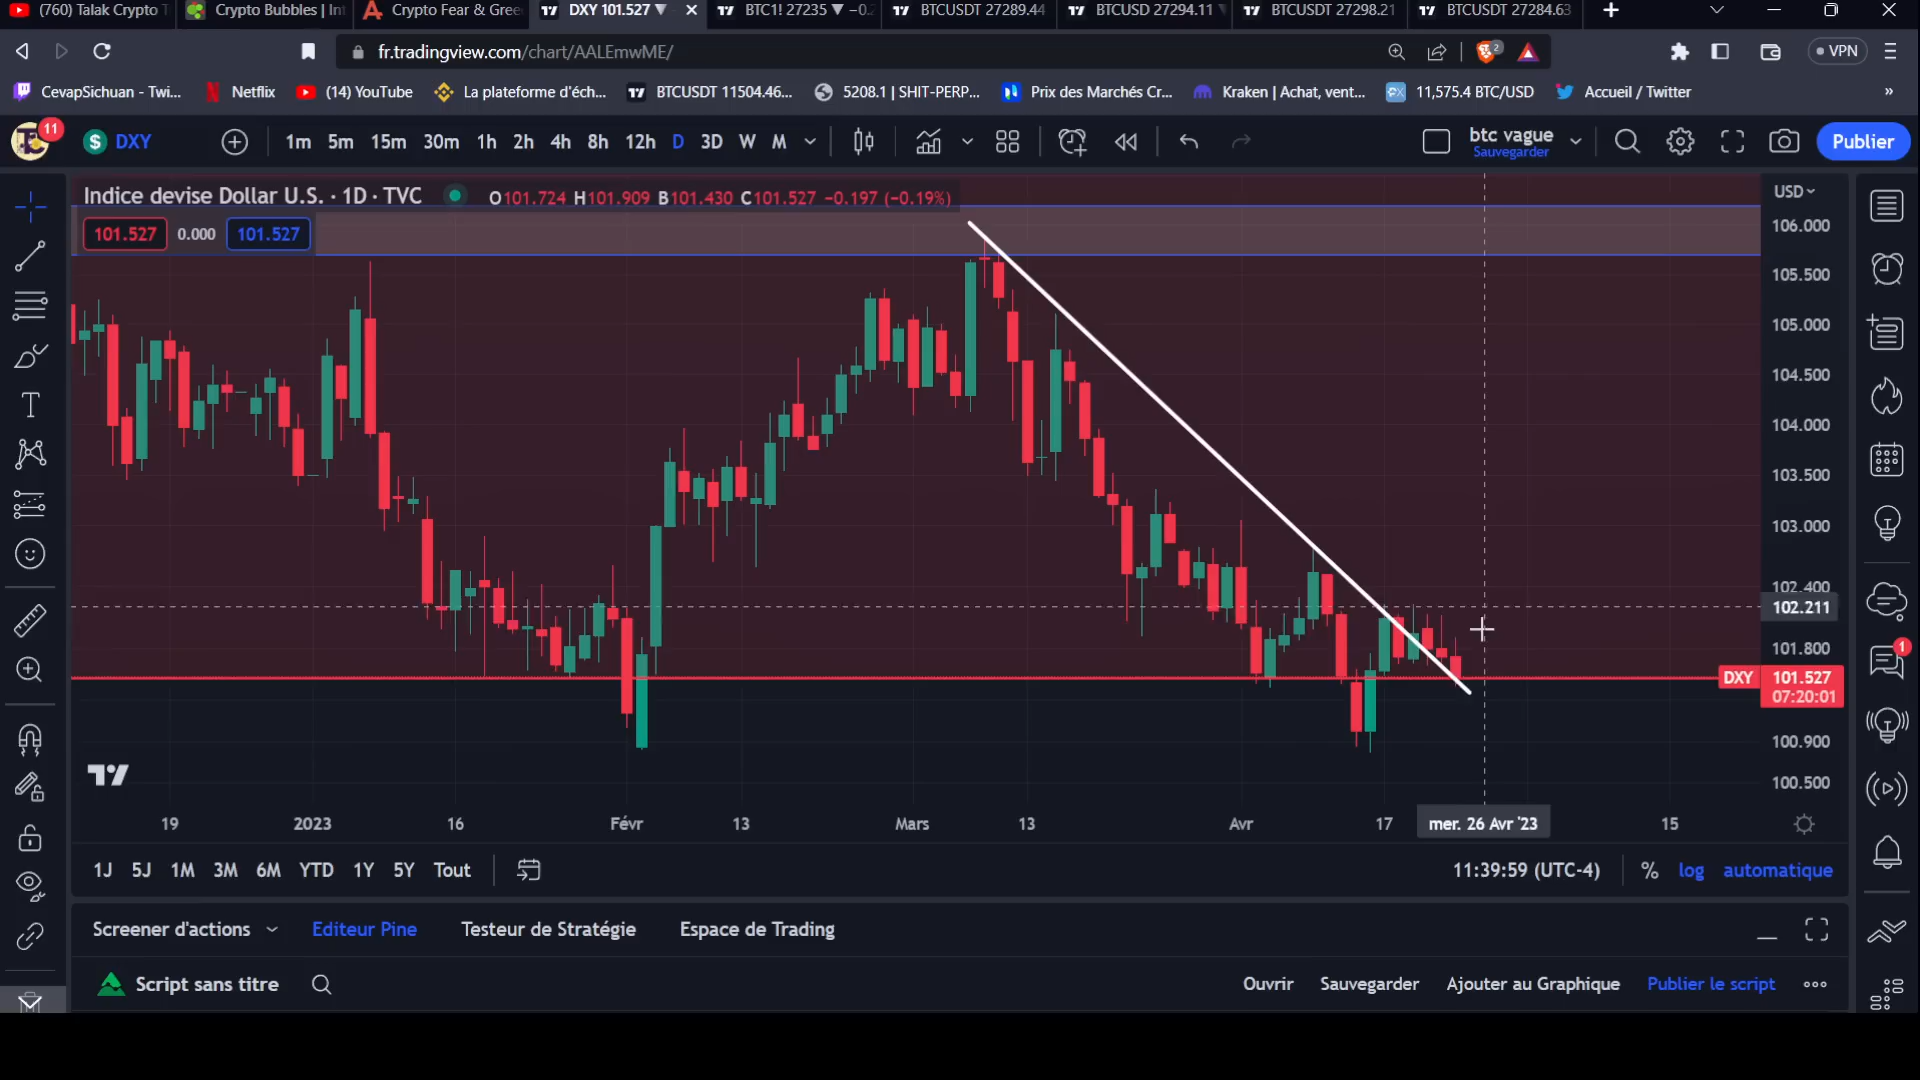 (760) Talak Crypto T
Crypto Bubbles | Int
Crypto Fear & Gree
DXY 101.527 ▼
BTC1! 27235 ▼ −0.2
BTCUSDT 27289.44
BTCUSD 27294.11
BTCUSDT 27298.21
BTCUSDT 27284.63
fr.tradingview.com/chart/AALEmwME/
2
VPN
CevapSichuan - Twi...
Netflix
(14) YouTube
La plateforme d'éch...
BTCUSDT 11504.46...
5208.1 | SHIT-PERP...
Prix des Marchés Cr...
Kraken | Achat, vent...
11,575.4 BTC/USD
Accueil / Twitter
»
11
$ DXY
1m 5m 15m 30m 1h 2h 4h 8h 12h D 3D W M
btc vague
Sauvegarder
Publier
Indice devise Dollar U.S. · 1D · TVC
O101.724 H101.909 B101.430 C101.527 −0.197 (−0.19%)
USD
101.527 0.000 101.527
106.000
105.500
105.000
104.500
104.000
103.500
103.000
102.400
102.211
101.800
DXY 101.527
07:20:01
100.900
100.500
1
19 2023 16 Févr 13 Mars 13 Avr 17 mer. 26 Avr '23 15
1J 5J 1M 3M 6M YTD 1Y 5Y Tout
11:39:59 (UTC-4) % log automatique
Screener d'actions Editeur Pine Testeur de Stratégie Espace de Trading
Script sans titre
Ouvrir Sauvegarder Ajouter au Graphique Publier le script